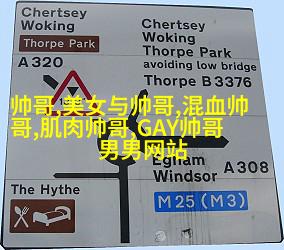 Chertsey
Woking
Thorpe Park
A320
Chertsey
Woking
Thorpe Park
avoiding low bridge
Thorpe B3376
帅哥,美女与帅哥,混血帅
哥,肌肉帅哥,GAY帅哥
男男网站
Egham
Windsor
A308
M25 (M3)
The Hythe